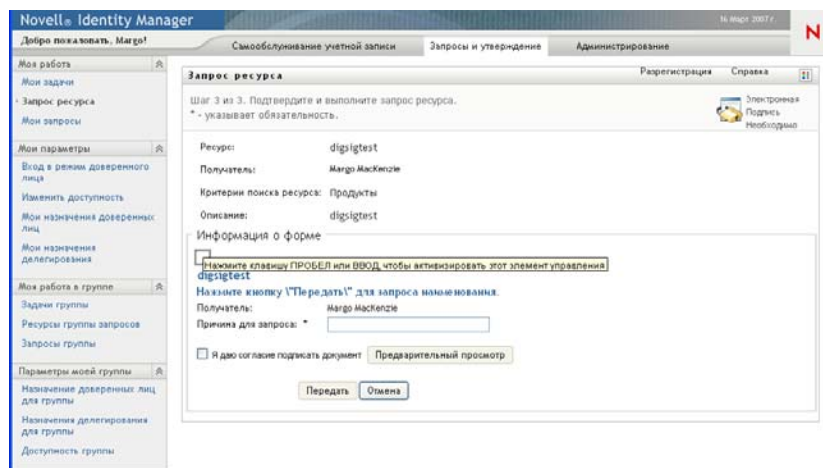 Novell® Identity Manager
16 Март 2007 г.
Добро пожаловать, Margo!
Самообслуживание учетной записи
Запросы и утверждение
Администрирование
N
Моя работа
Мои задачи
Запрос ресурса
Мои запросы
Мои параметры
Вход в режим доверенного
лица
Изменить доступность
Мои назначения доверенных
лиц
Мои назначения
делегирования
Моя работа в группе
Задачи группы
Ресурсы группы запросов
Запросы группы
Параметры моей группы
Назначение доверенных лиц
для группы
Назначения делегирования
для группы
Доступность группы
Запрос ресурса
Разрегистрация
Справка
Шаг 3 из 3. Подтвердите и выполните запрос ресурса.
* - указывает обязательность.
Электронная
Подпись
Необходимо
Ресурс: digsigtest
Получатель: Margo MacKenzie
Критерии поиска ресурса: Продукты
Описание: digsigtest
Информация о форме
Нажмите клавишу ПРОБЕЛ или ВВОД, чтобы активизировать этот элемент управления
digsigtest
Нажмите кнопку \"Передать\" для запроса наименования.
Получатель: Margo MacKenzie
Причина для запроса: *
Я даю согласие подписать документ
Предварительный просмотр
Передать
Отмена